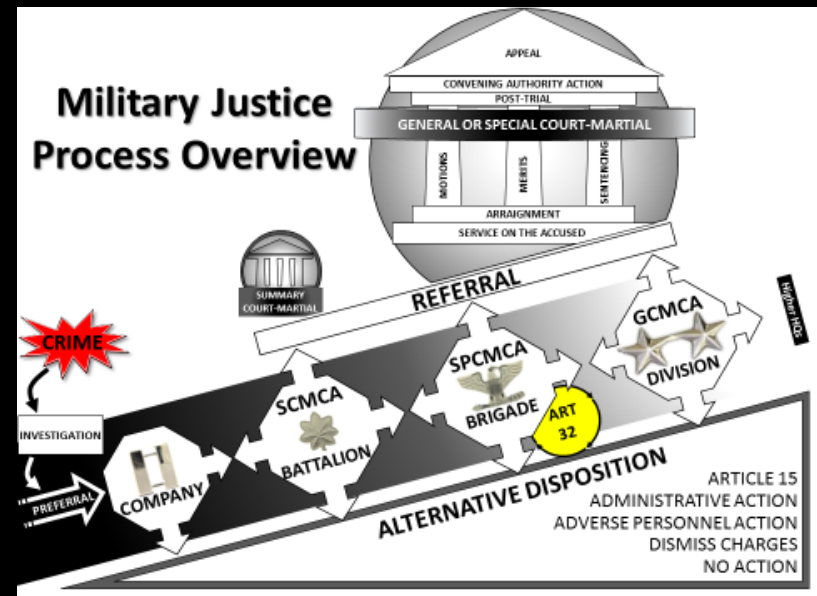 Military Justice
Process Overview
APPEAL
CONVENING AUTHORITY ACTION
POST-TRIAL
GENERAL OR SPECIAL COURT-MARTIAL
MOTIONS
MERITS
SENTENCING
ARRAIGNMENT
SERVICE ON THE ACCUSED
SUMMARY
COURT-MARTIAL
REFERRAL
CRIME
INVESTIGATION
PREFERRAL
COMPANY
SCMCA
BATTALION
SPCMCA
BRIGADE
ART
32
GCMCA
DIVISION
Higher HQs
ALTERNATIVE DISPOSITION
ARTICLE 15
ADMINISTRATIVE ACTION
ADVERSE PERSONNEL ACTION
DISMISS CHARGES
NO ACTION